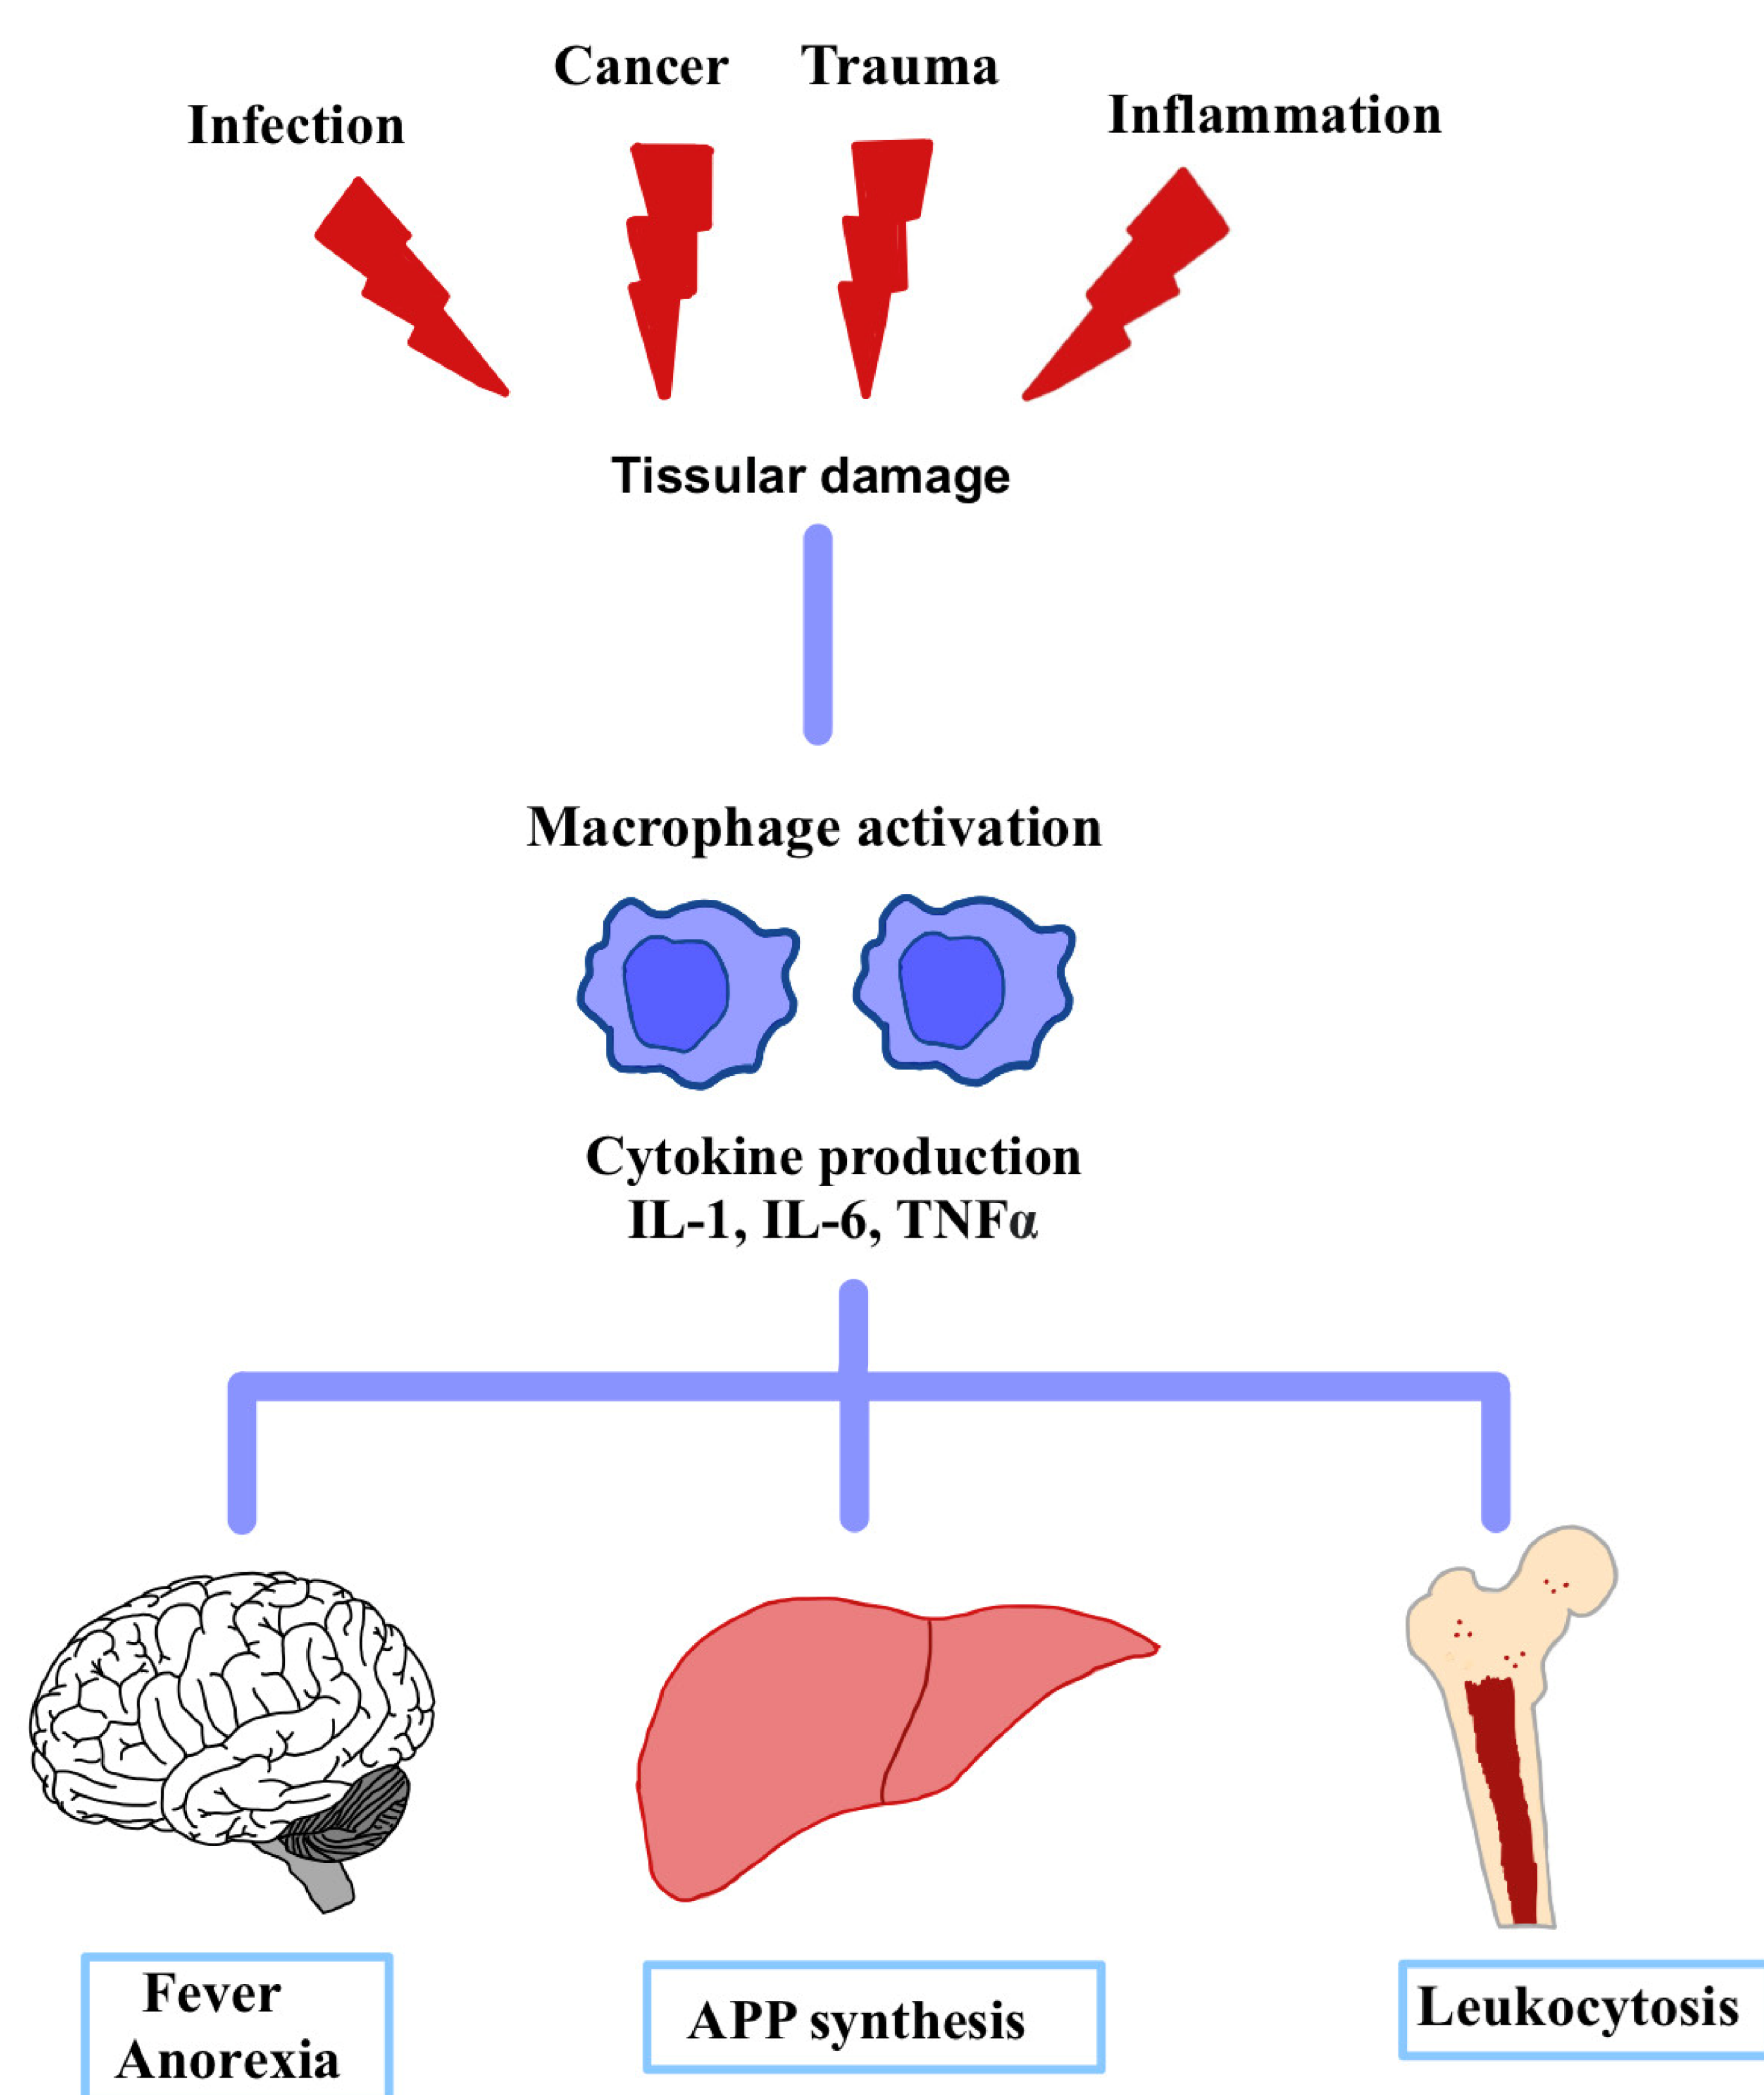 Cancer
Trauma
Infection
Inflammation
Tissular damage
Macrophage activation
Cytokine production
IL-1, IL-6, TNFα
Fever
Anorexia
APP synthesis
Leukocytosis